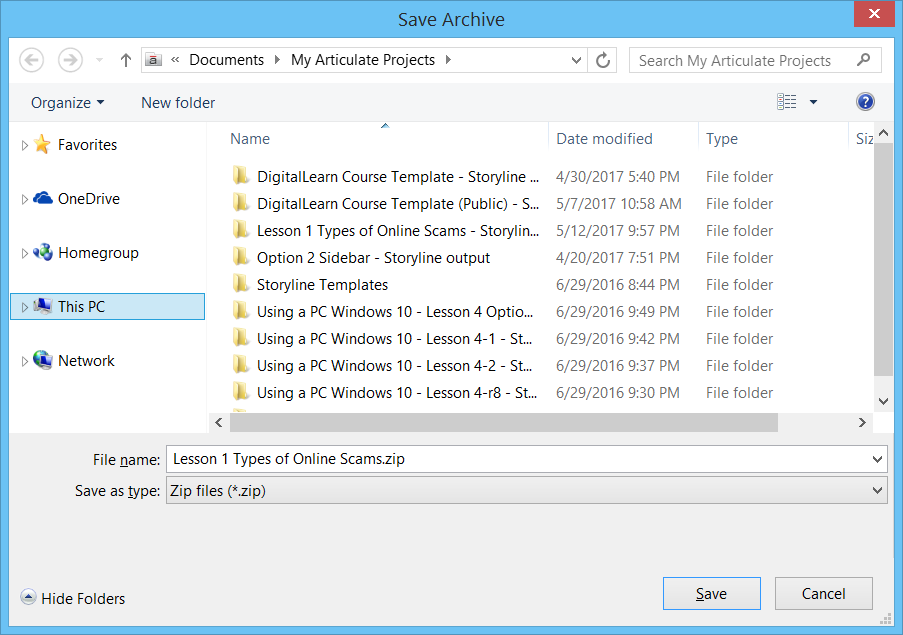 Save Archive
« Documents My Articulate Projects Search My Articulate Projects
Organize New folder
Name Date modified Type Siz
Favorites
OneDrive
Homegroup
This PC
Network
DigitalLearn Course Template - Storyline ... 4/30/2017 5:40 PM File folder
DigitalLearn Course Template (Public) - S... 5/7/2017 10:58 AM File folder
Lesson 1 Types of Online Scams - Storylin... 5/12/2017 9:57 PM File folder
Option 2 Sidebar - Storyline output 4/20/2017 7:51 PM File folder
Storyline Templates 6/29/2016 8:44 PM File folder
Using a PC Windows 10 - Lesson 4 Optio... 6/29/2016 9:49 PM File folder
Using a PC Windows 10 - Lesson 4-1 - St... 6/29/2016 9:42 PM File folder
Using a PC Windows 10 - Lesson 4-2 - St... 6/29/2016 9:37 PM File folder
Using a PC Windows 10 - Lesson 4-r8 - St... 6/29/2016 9:30 PM File folder
File name: Lesson 1 Types of Online Scams.zip
Save as type: Zip files (*.zip)
Hide Folders Save Cancel